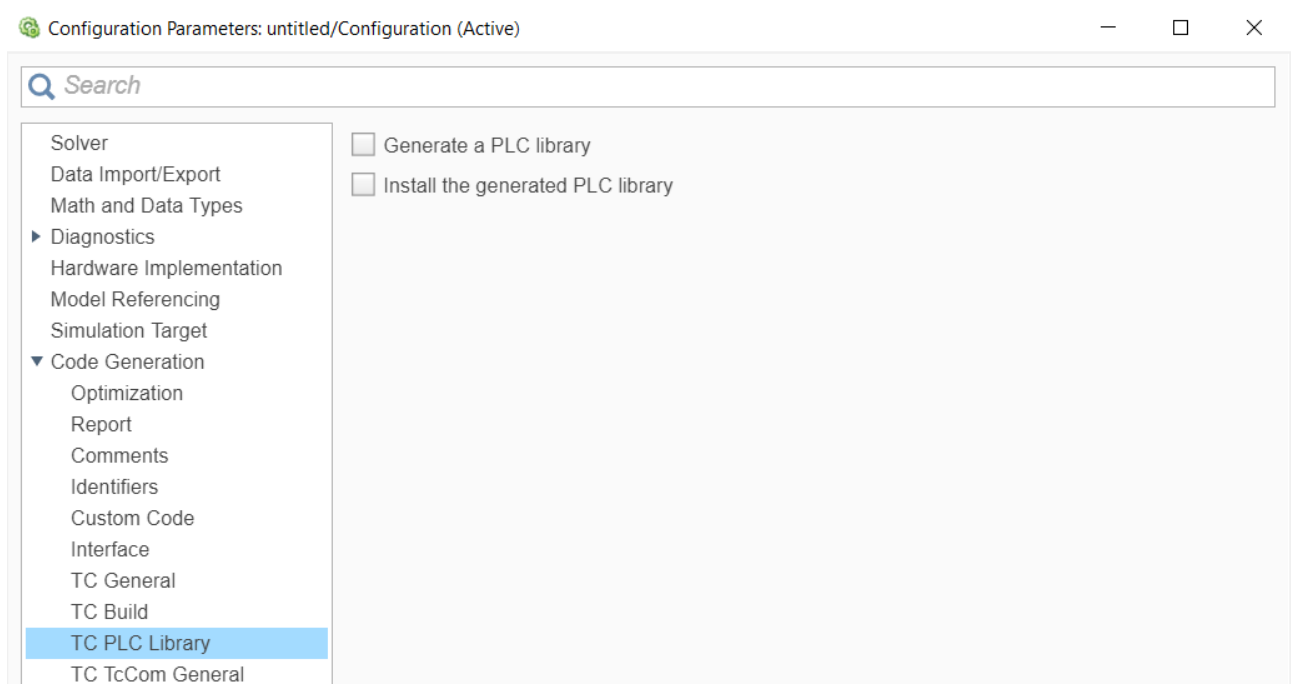 Configuration Parameters: untitled/Configuration (Active)
Search
Solver
Data Import/Export
Math and Data Types
Diagnostics
Hardware Implementation
Model Referencing
Simulation Target
Code Generation
Optimization
Report
Comments
Identifiers
Custom Code
Interface
TC General
TC Build
TC PLC Library
TC TcCom General
Generate a PLC library
Install the generated PLC library